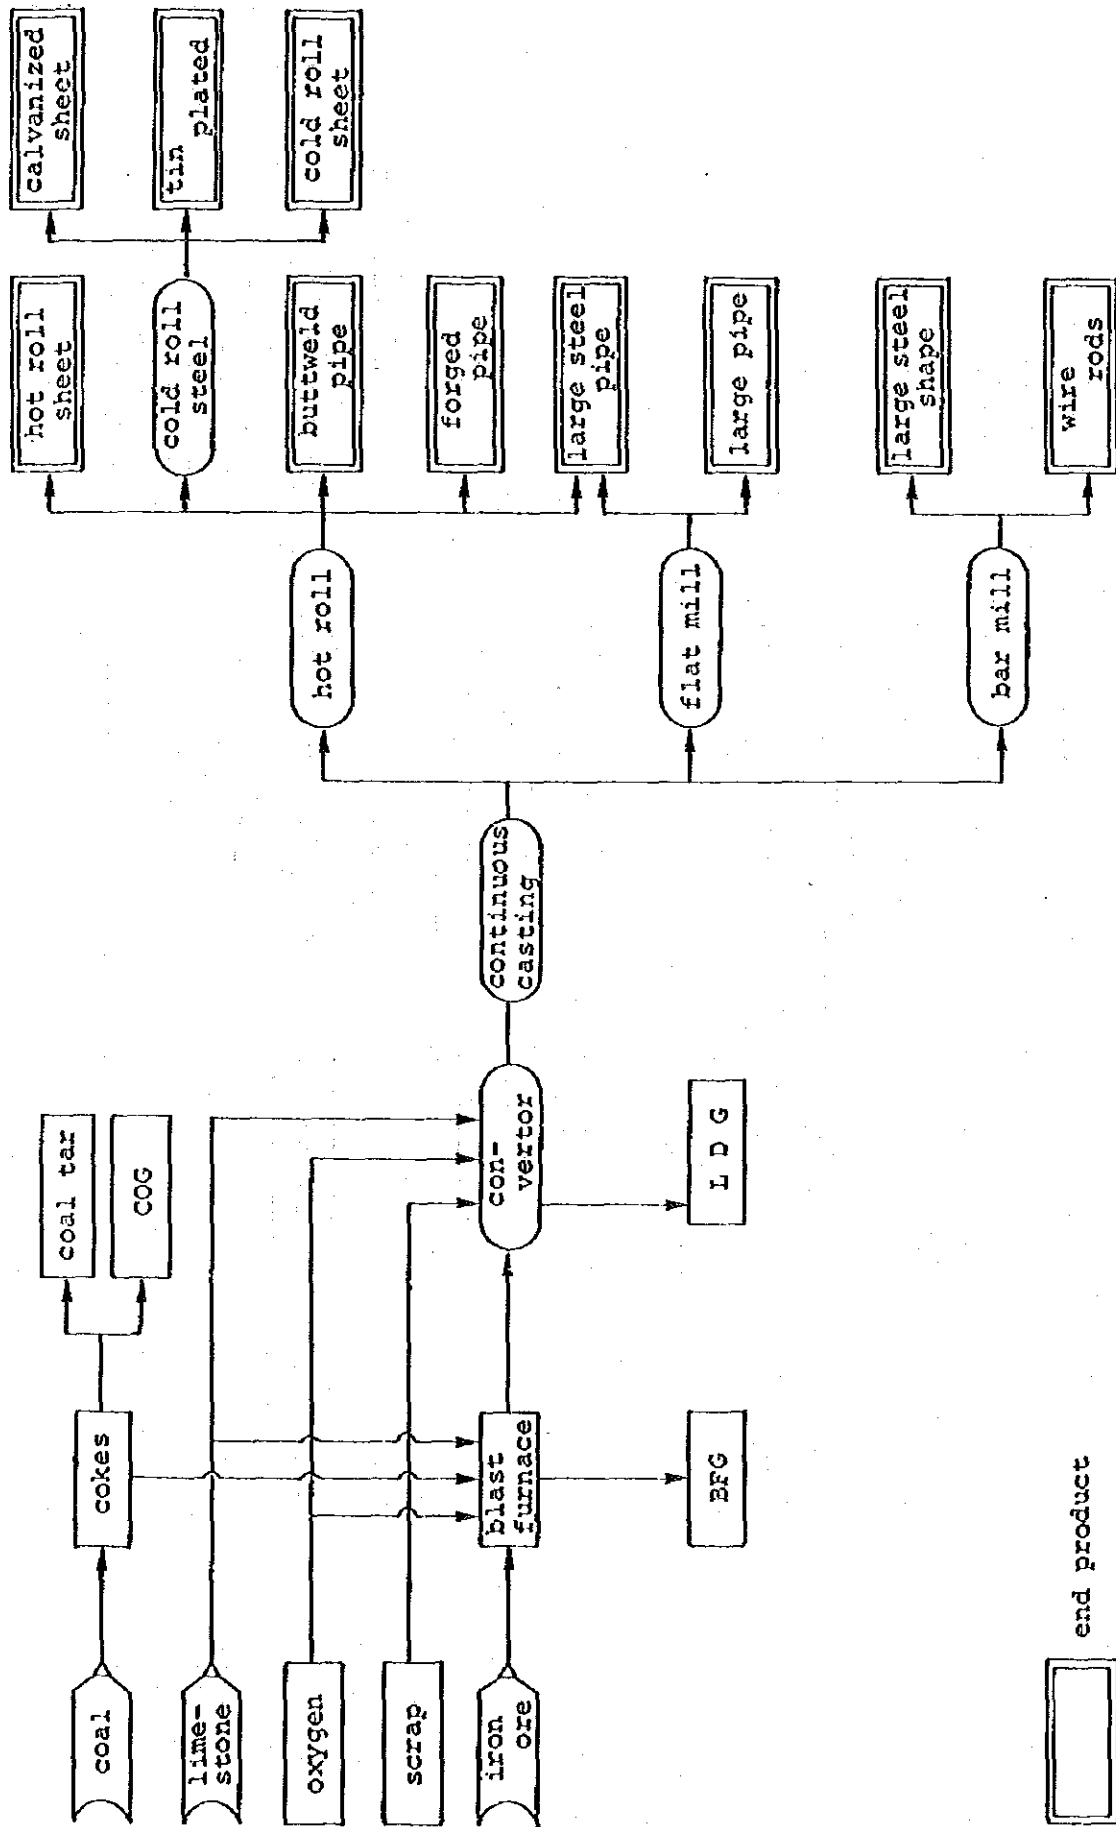 coal
lime-
stone
oxygen
scrap
iron
ore
cokes
coal tar
COG
blast
furnace
BFG
con-
vertor
L D G
continuous
casting
hot roll
flat mill
bar mill
hot roll
sheet
cold roll
steel
buttweld
pipe
forged
pipe
large steel
pipe
large pipe
large steel
shape
wire
rods
calvanized
sheet
tin
plated
cold roll
sheet
end product